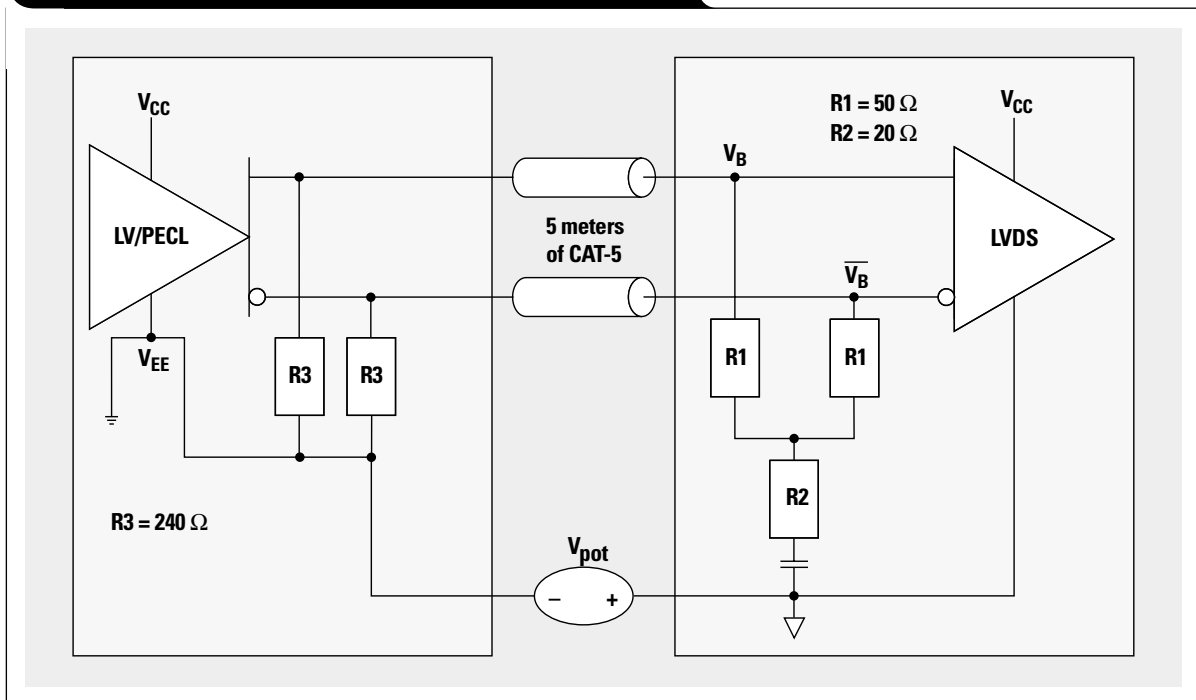 V_CC
LV/PECL
V_EE
R3
R3
R3 = 240 Ω
5 meters
of CAT-5
V_pot
–
+
R1 = 50 Ω
R2 = 20 Ω
V_CC
V_B
V̅_B̅
LVDS
R1
R1
R2